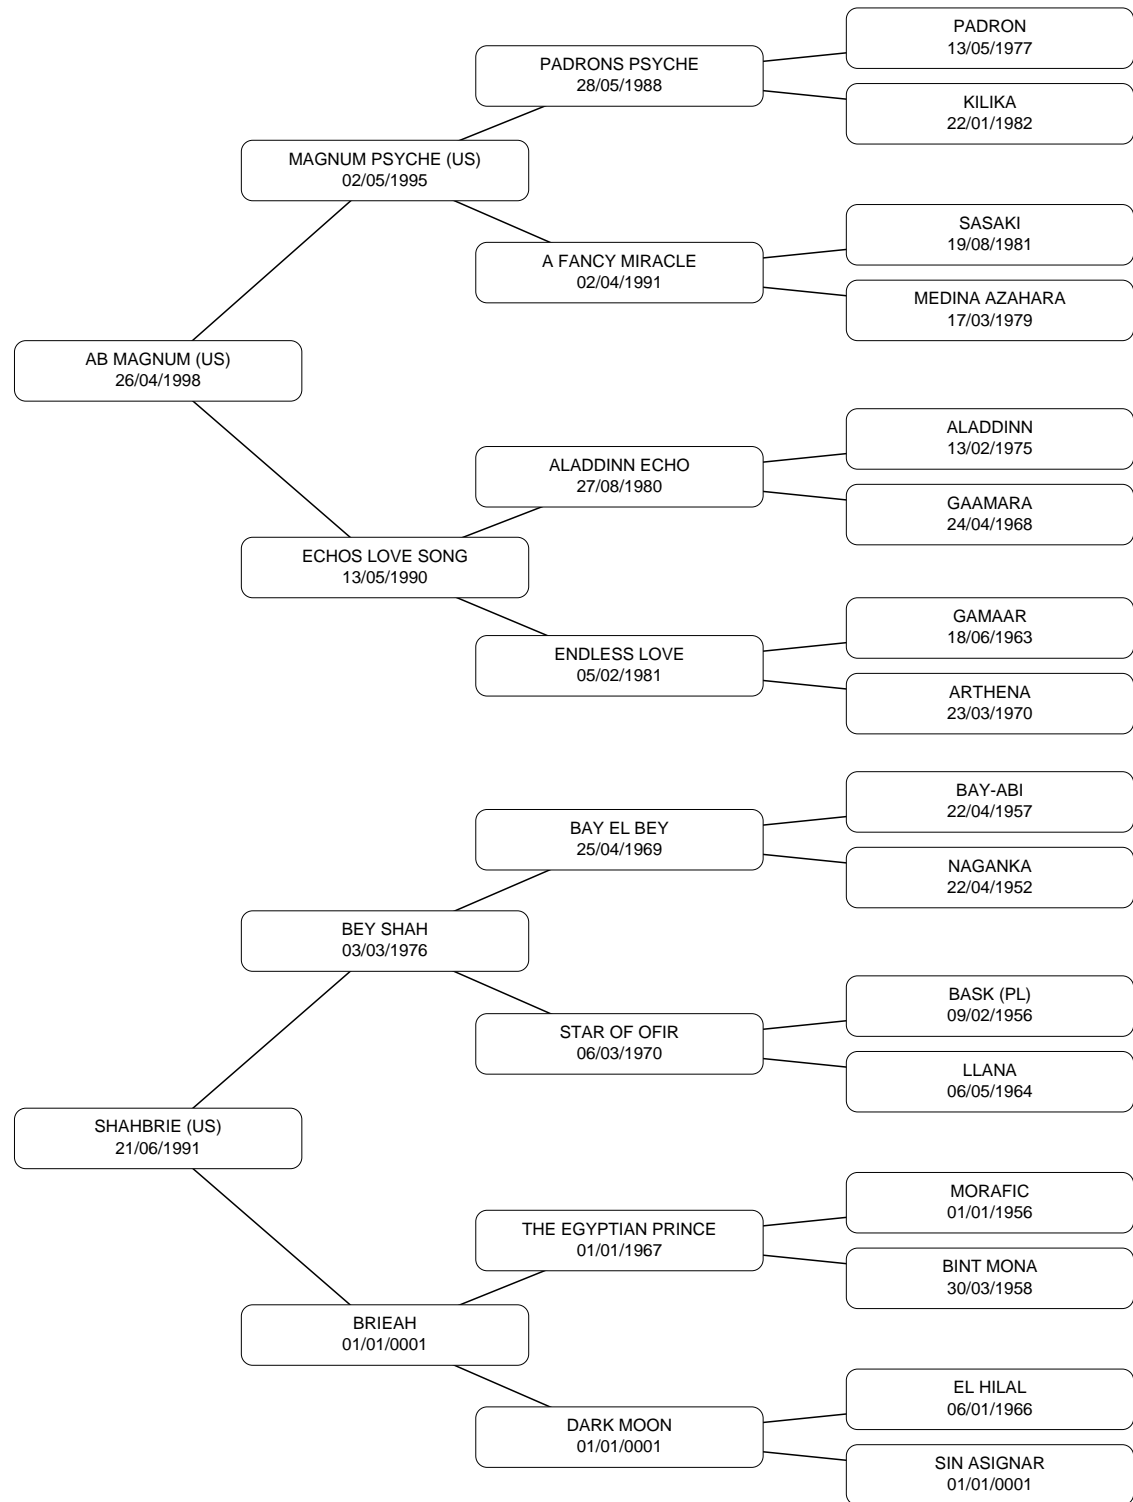 PADRON
13/05/1977
PADRONS PSYCHE
28/05/1988
KILIKA
22/01/1982
MAGNUM PSYCHE (US)
02/05/1995
SASAKI
19/08/1981
A FANCY MIRACLE
02/04/1991
MEDINA AZAHARA
17/03/1979
AB MAGNUM (US)
26/04/1998
ALADDINN
13/02/1975
ALADDINN ECHO
27/08/1980
GAAMARA
24/04/1968
ECHOS LOVE SONG
13/05/1990
GAMAAR
18/06/1963
ENDLESS LOVE
05/02/1981
ARTHENA
23/03/1970
BAY-ABI
22/04/1957
BAY EL BEY
25/04/1969
NAGANKA
22/04/1952
BEY SHAH
03/03/1976
BASK (PL)
09/02/1956
STAR OF OFIR
06/03/1970
LLANA
06/05/1964
SHAHBRIE (US)
21/06/1991
MORAFIC
01/01/1956
THE EGYPTIAN PRINCE
01/01/1967
BINT MONA
30/03/1958
BRIEAH
01/01/0001
EL HILAL
06/01/1966
DARK MOON
01/01/0001
SIN ASIGNAR
01/01/0001